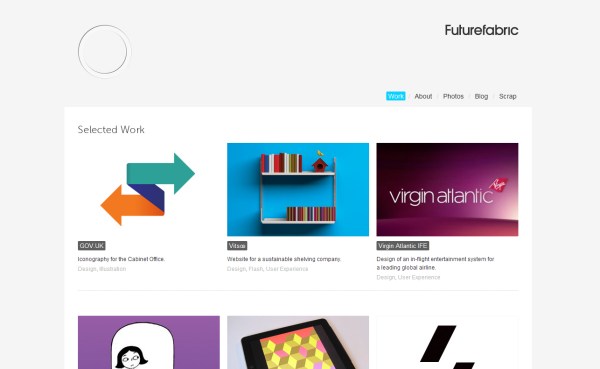 Futurefabric
Work
About
Photos
Blog
Scrap
Selected Work
virgin atlantic
GOV.UK
Vitsœ
Virgin Atlantic IFE
Iconography for the Cabinet Office.
Website for a sustainable shelving company.
Design of an in-flight entertainment system for
a leading global airline.
Design, Illustration
Design, Flash, User Experience
Design, User Experience